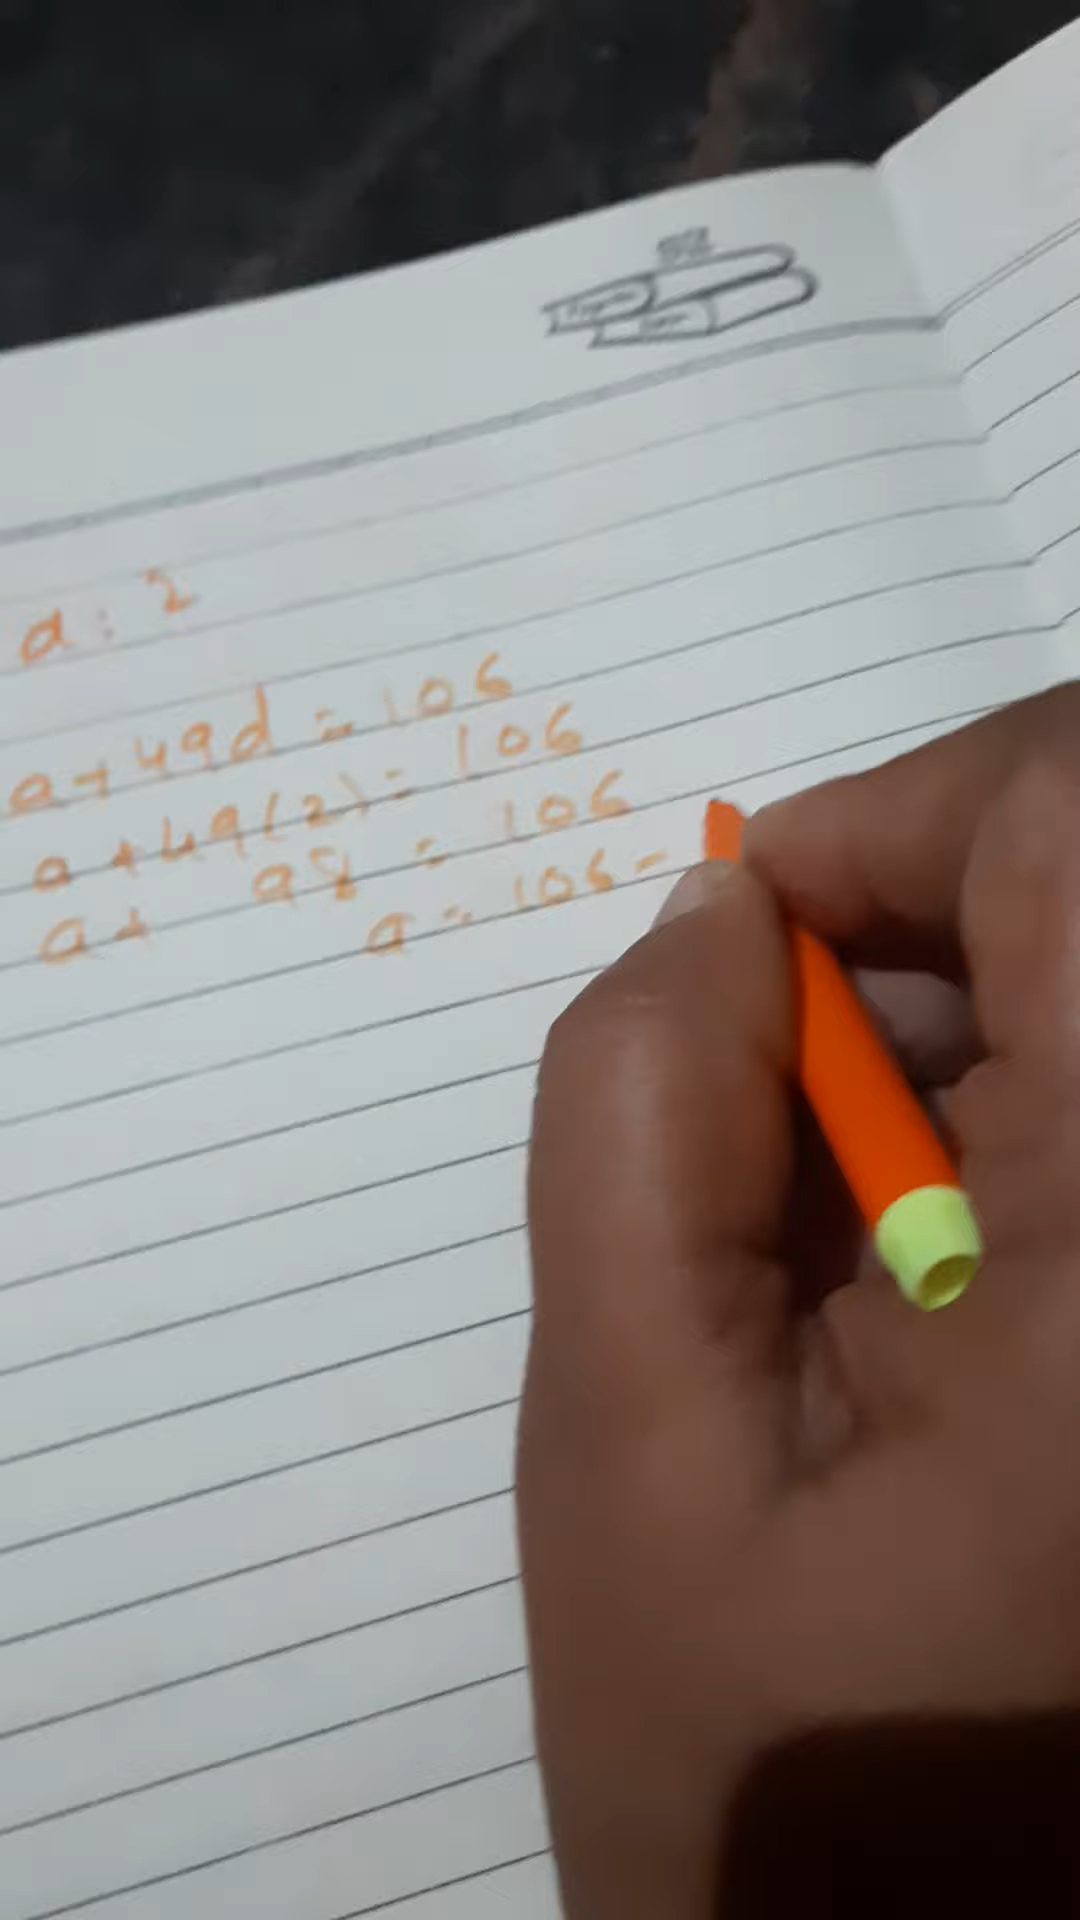 d : 2
a + 49d = 106
a + 49(2) = 106
a + 98 = 106
a = 106 -